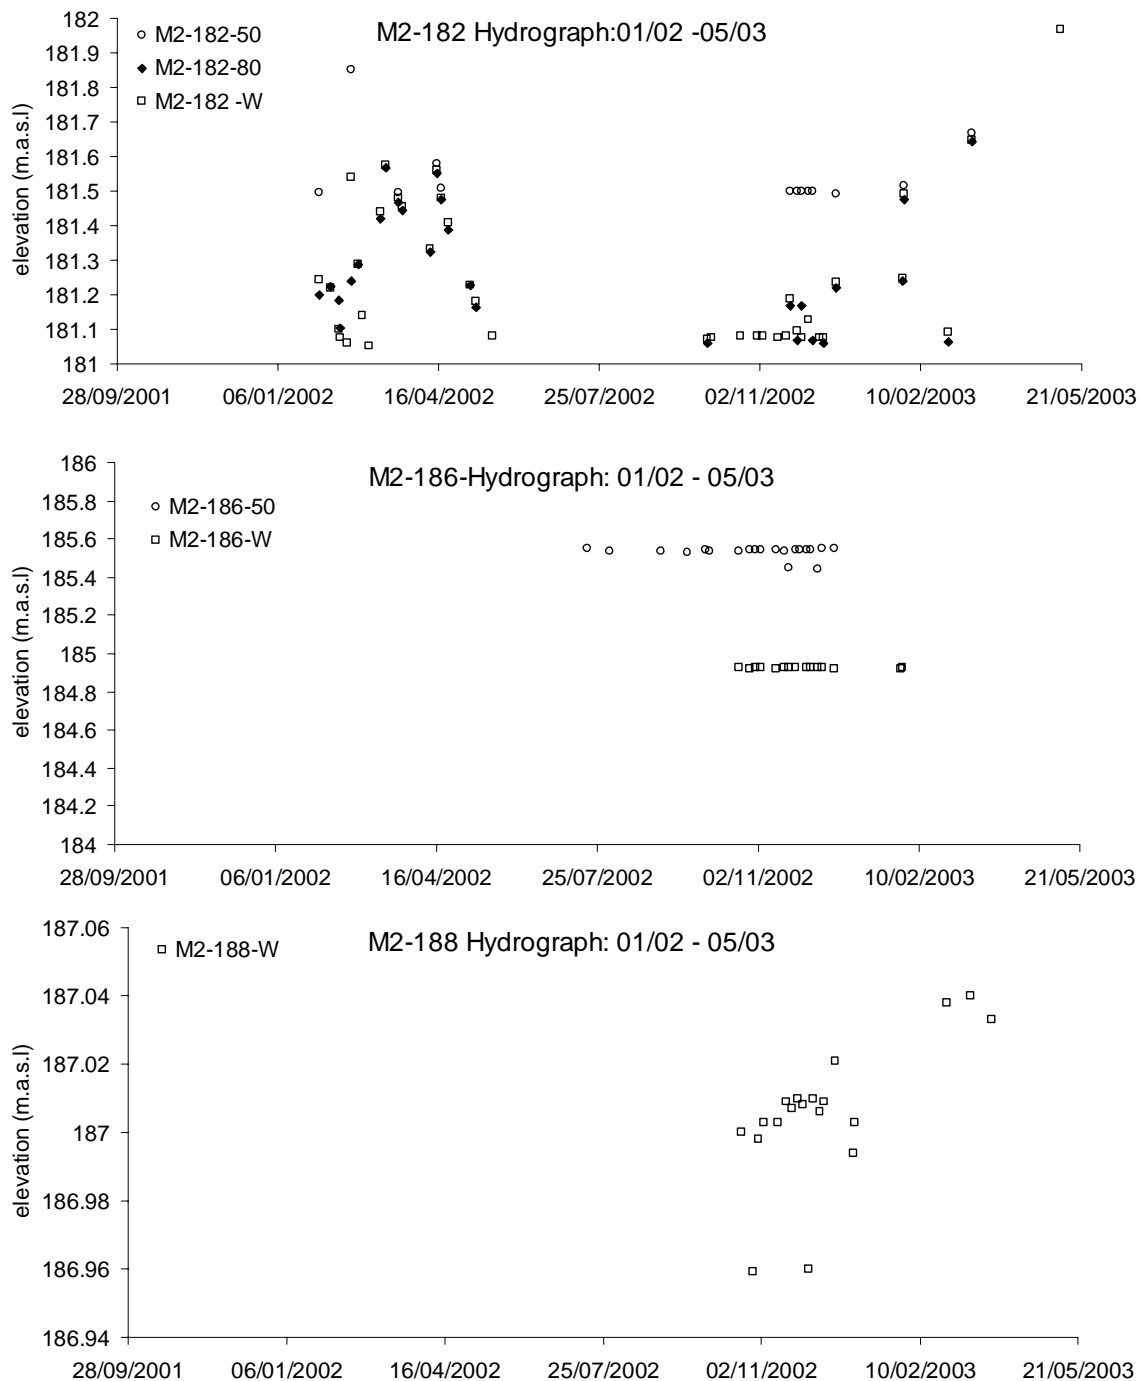 M2-182 Hydrograph:01/02 -05/03
M2-182-50
M2-182-80
M2-182 -W
elevation (m.a.s.l)
182
181.9
181.8
181.7
181.6
181.5
181.4
181.3
181.2
181.1
181
28/09/2001 06/01/2002 16/04/2002 25/07/2002 02/11/2002 10/02/2003 21/05/2003
M2-186-Hydrograph: 01/02 - 05/03
M2-186-50
M2-186-W
elevation (m.a.s.l)
186
185.8
185.6
185.4
185.2
185
184.8
184.6
184.4
184.2
184
28/09/2001 06/01/2002 16/04/2002 25/07/2002 02/11/2002 10/02/2003 21/05/2003
M2-188 Hydrograph: 01/02 - 05/03
M2-188-W
elevation (m.a.s.l)
187.06
187.04
187.02
187
186.98
186.96
186.94
28/09/2001 06/01/2002 16/04/2002 25/07/2002 02/11/2002 10/02/2003 21/05/2003